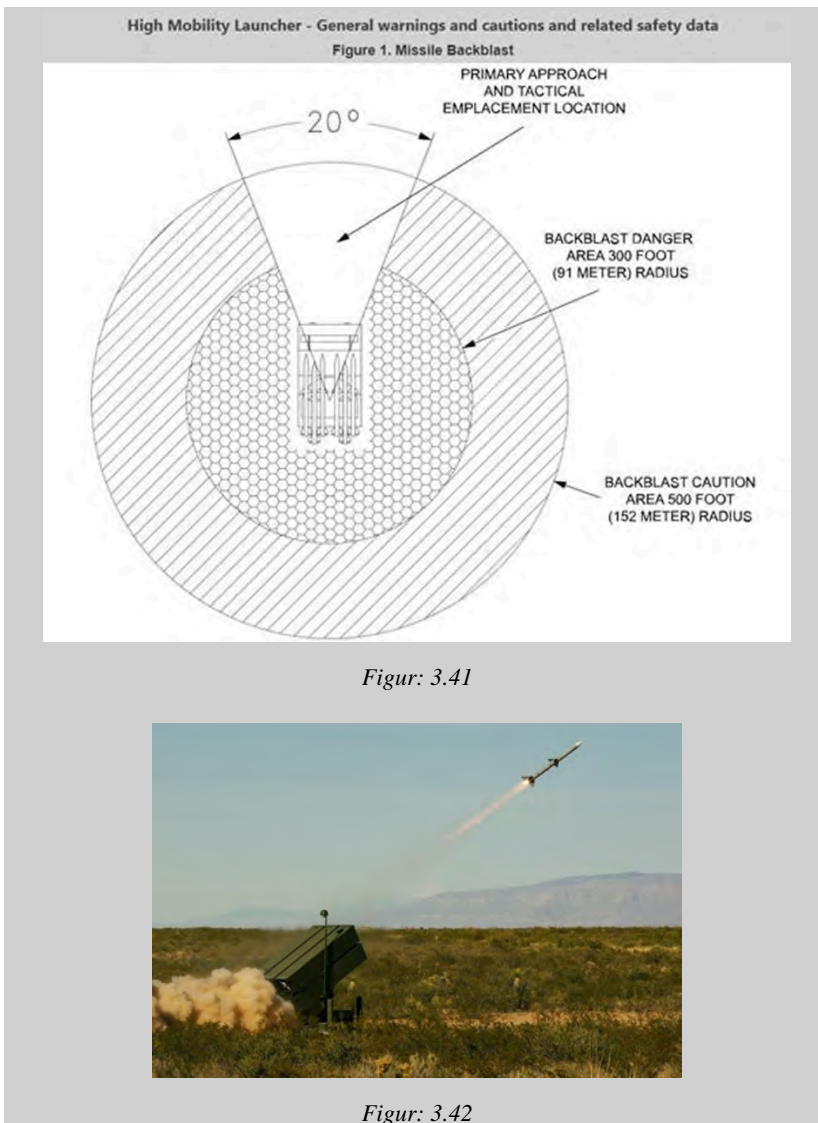 High Mobility Launcher - General warnings and cautions and related safety data
Figure 1. Missile Backblast
PRIMARY APPROACH
AND TACTICAL
EMPLACEMENT LOCATION
20°
BACKBLAST DANGER
AREA 300 FOOT
(91 METER) RADIUS
BACKBLAST CAUTION
AREA 500 FOOT
(152 METER) RADIUS
Figur: 3.41
Figur: 3.42